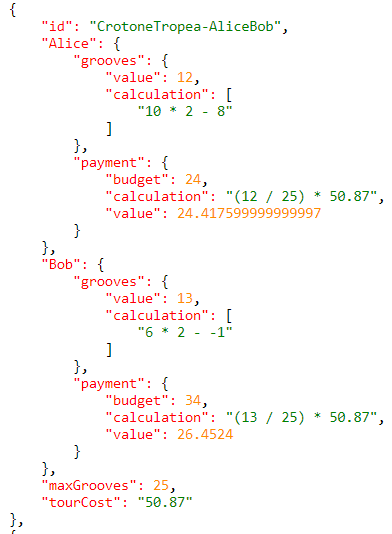 {
    "id": "CrotoneTropea-AliceBob",
    "Alice": {
        "grooves": {
            "value": 12,
            "calculation": [
                "10 * 2 - 8"
            ]
        },
        "payment": {
            "budget": 24,
            "calculation": "(12 / 25) * 50.87",
            "value": 24.417599999999997
        }
    },
    "Bob": {
        "grooves": {
            "value": 13,
            "calculation": [
                "6 * 2 - -1"
            ]
        },
        "payment": {
            "budget": 34,
            "calculation": "(13 / 25) * 50.87",
            "value": 26.4524
        }
    },
    "maxGrooves": 25,
    "tourCost": "50.87"
},